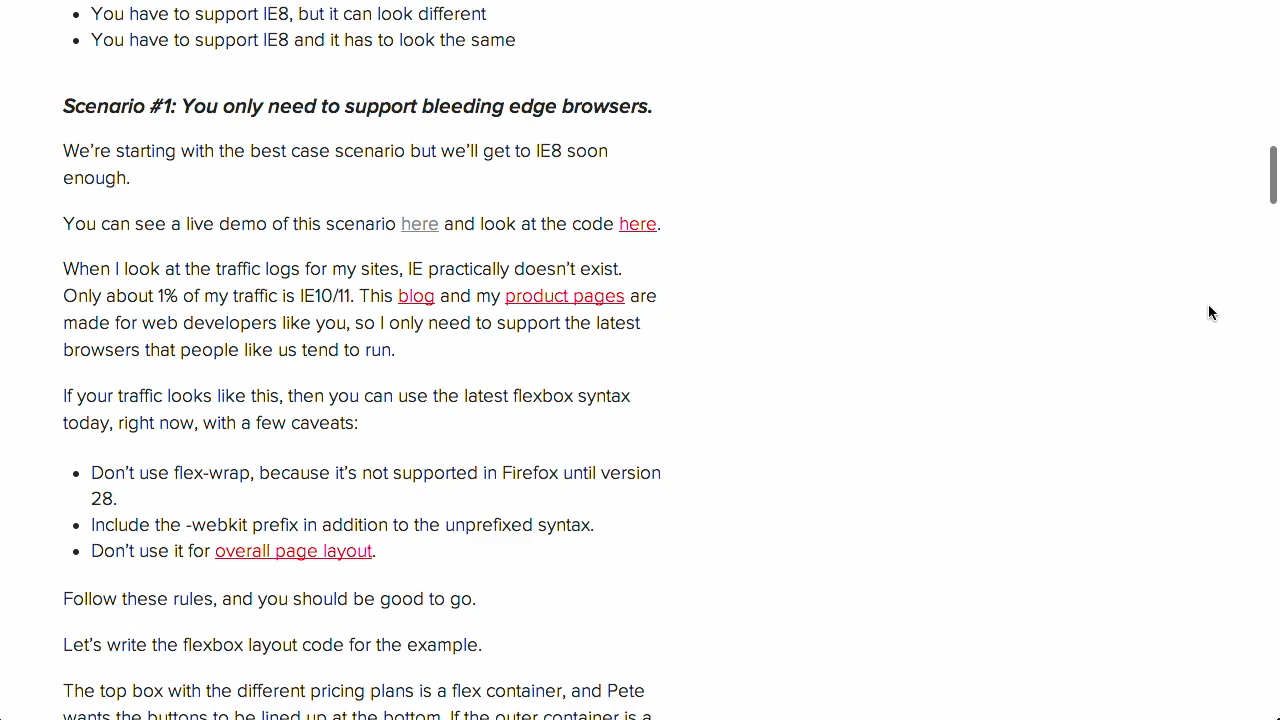 You have to support IE8, but it can look different
You have to support IE8 and it has to look the same
Scenario #1: You only need to support bleeding edge browsers.
We’re starting with the best case scenario but we’ll get to IE8 soon
enough.
You can see a live demo of this scenario here and look at the code here.
When I look at the traffic logs for my sites, IE practically doesn’t exist.
Only about 1% of my traffic is IE10/11. This blog and my product pages are
made for web developers like you, so I only need to support the latest
browsers that people like us tend to run.
If your traffic looks like this, then you can use the latest flexbox syntax
today, right now, with a few caveats:
Don’t use flex-wrap, because it’s not supported in Firefox until version
28.
Include the -webkit prefix in addition to the unprefixed syntax.
Don’t use it for overall page layout.
Follow these rules, and you should be good to go.
Let’s write the flexbox layout code for the example.
The top box with the different pricing plans is a flex container, and Pete
wants the buttons to be lined up at the bottom. If the outer container is a